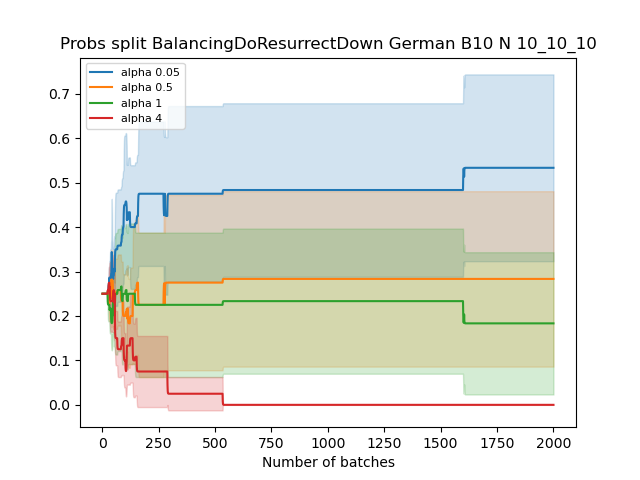 Probs split BalancingDoResurrectDown German B10 N 10_10_10
alpha 0.05
alpha 0.5
alpha 1
alpha 4
0.7
0.6
0.5
0.4
0.3
0.2
0.1
0.0
0 250 500 750 1000 1250 1500 1750 2000
Number of batches